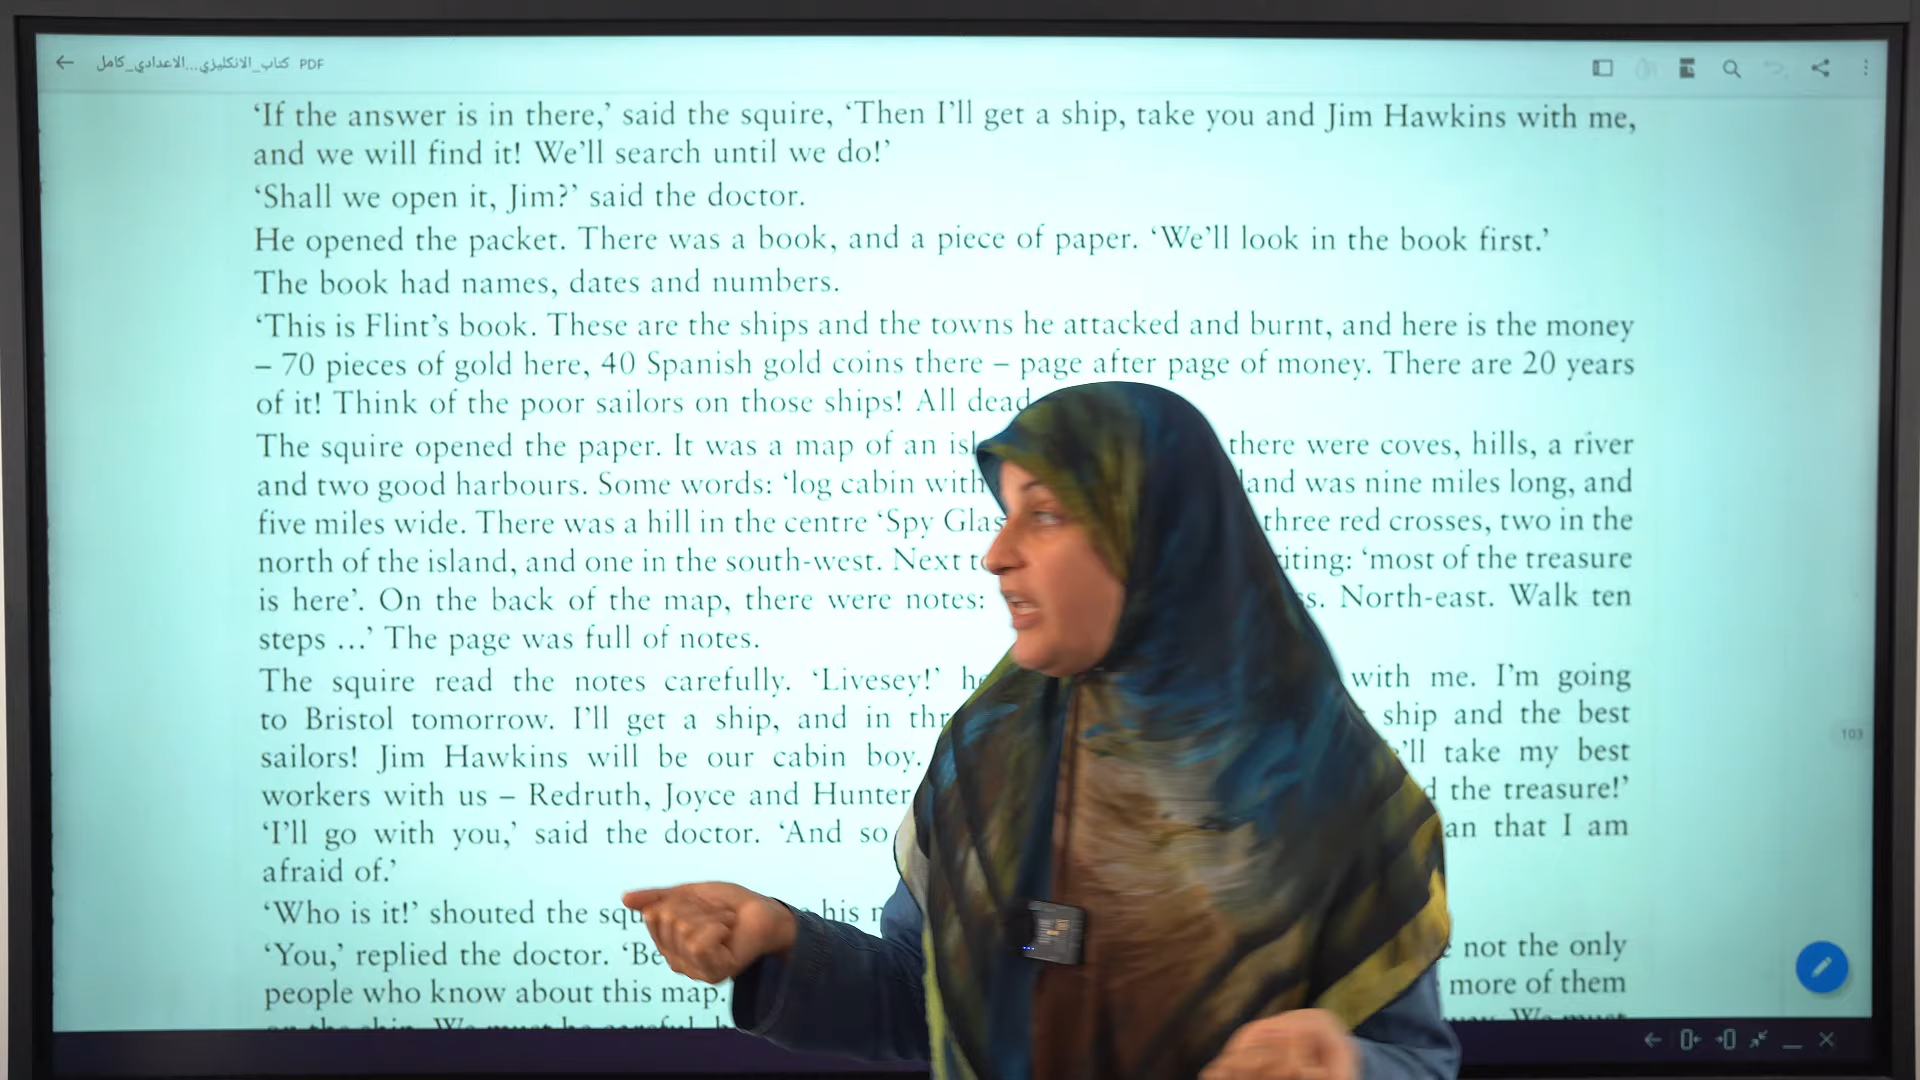 كتاب_الانكليزي...الاعدادي_كامل PDF
‘If the answer is in there,’ said the squire, ‘Then I’ll get a ship, take you and Jim Hawkins with me,
and we will find it! We’ll search until we do!’
‘Shall we open it, Jim?’ said the doctor.
He opened the packet. There was a book, and a piece of paper. ‘We’ll look in the book first.’
The book had names, dates and numbers.
‘This is Flint’s book. These are the ships and the towns he attacked and burnt, and here is the money
– 70 pieces of gold here, 40 Spanish gold coins there – page after page of money. There are 20 years
of it! Think of the poor sailors on those ships! All dead
The squire opened the paper. It was a map of an there were coves, hills, a river
and two good harbours. Some words: ‘log cabin with was nine miles long, and
five miles wide. There was a hill in the centre ‘Spy three red crosses, two in the
north of the island, and one in the south-west. Next ‘most of the treasure
is here’. On the back of the map, there were notes: North-east. Walk ten
steps ...’ The page was full of notes.
The squire read the notes carefully. ‘Livesey!’ with me. I’m going
to Bristol tomorrow. I’ll get a ship, and in ship and the best
sailors! Jim Hawkins will be our cabin boy. take my best
workers with us – Redruth, Joyce and Hunter the treasure!’
‘I’ll go with you,’ said the doctor. ‘And so that I am
afraid of.’
‘Who is it!’ shouted the his
‘You,’ replied the doctor. not the only
people who know about this map. more of them
103